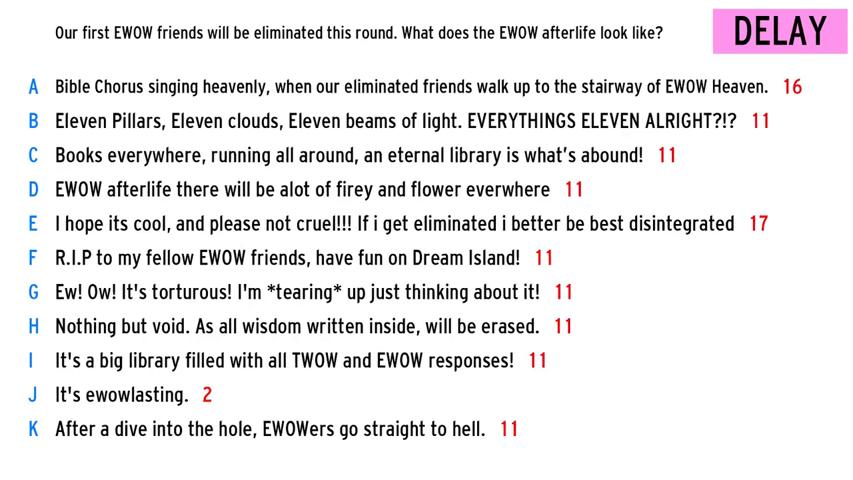 Our first EWOW friends will be eliminated this round. What does the EWOW afterlife look like?
DELAY
A Bible Chorus singing heavenly, when our eliminated friends walk up to the stairway of EWOW Heaven. 16
B Eleven Pillars, Eleven clouds, Eleven beams of light. EVERYTHINGS ELEVEN ALRIGHT?!? 11
C Books everywhere, running all around, an eternal library is what’s abound! 11
D EWOW afterlife there will be alot of firey and flower everwhere 11
E I hope its cool, and please not cruel!!! If i get eliminated i better be best disintegrated 17
F R.I.P to my fellow EWOW friends, have fun on Dream Island! 11
G Ew! Ow! It's torturous! I'm *tearing* up just thinking about it! 11
H Nothing but void. As all wisdom written inside, will be erased. 11
I It's a big library filled with all TWOW and EWOW responses! 11
J It's ewowlasting. 2
K After a dive into the hole, EWOWers go straight to hell. 11